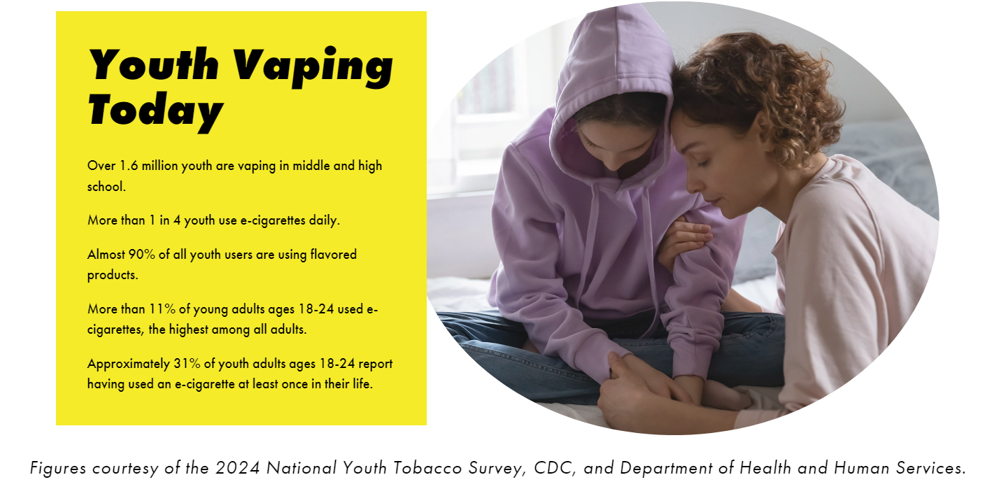 Youth Vaping
Today
Over 1.6 million youth are vaping in middle and high
school.
More than 1 in 4 youth use e-cigarettes daily.
Almost 90% of all youth users are using flavored
products.
More than 11% of young adults ages 18-24 used e-
cigarettes, the highest among all adults.
Approximately 31% of youth adults ages 18-24 report
having used an e-cigarette at least once in their life.
Figures courtesy of the 2024 National Youth Tobacco Survey, CDC, and Department of Health and Human Services.